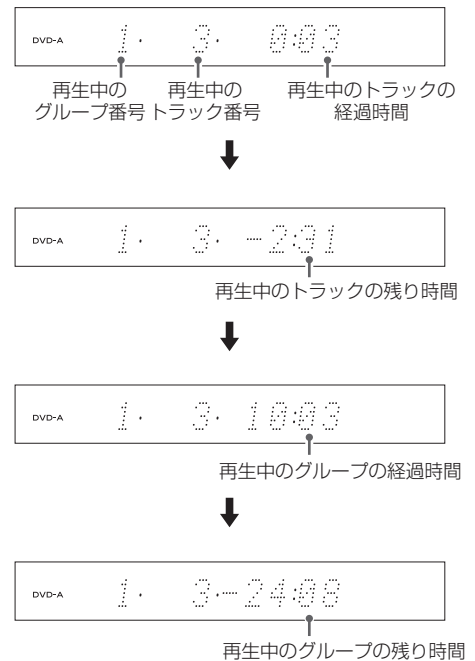 DVD-A 1· 3· 0:03
再生中の 再生中の 再生中のトラックの
グループ番号 トラック番号 経過時間
DVD-A 1· 3· -2:31
再生中のトラックの残り時間
DVD-A 1· 3· 10:03
再生中のグループの経過時間
DVD-A 1· 3·-24:08
再生中のグループの残り時間